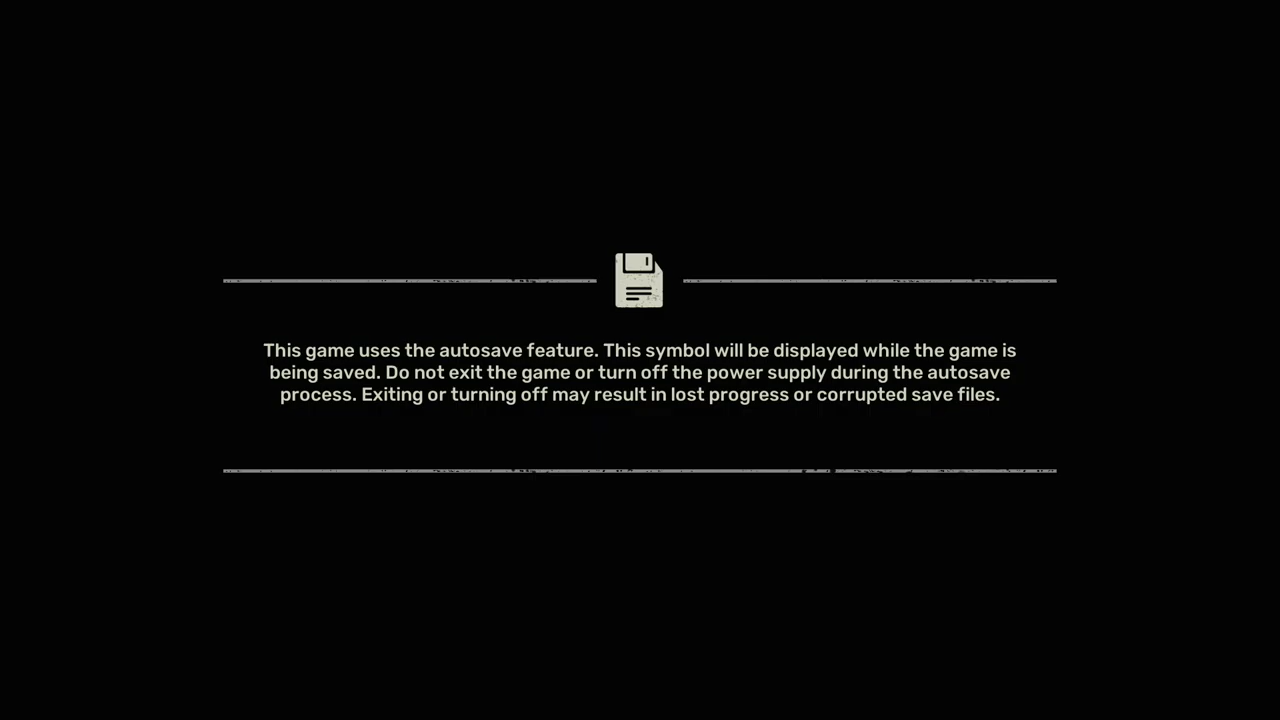 This game uses the autosave feature. This symbol will be displayed while the game is
being saved. Do not exit the game or turn off the power supply during the autosave
process. Exiting or turning off may result in lost progress or corrupted save files.